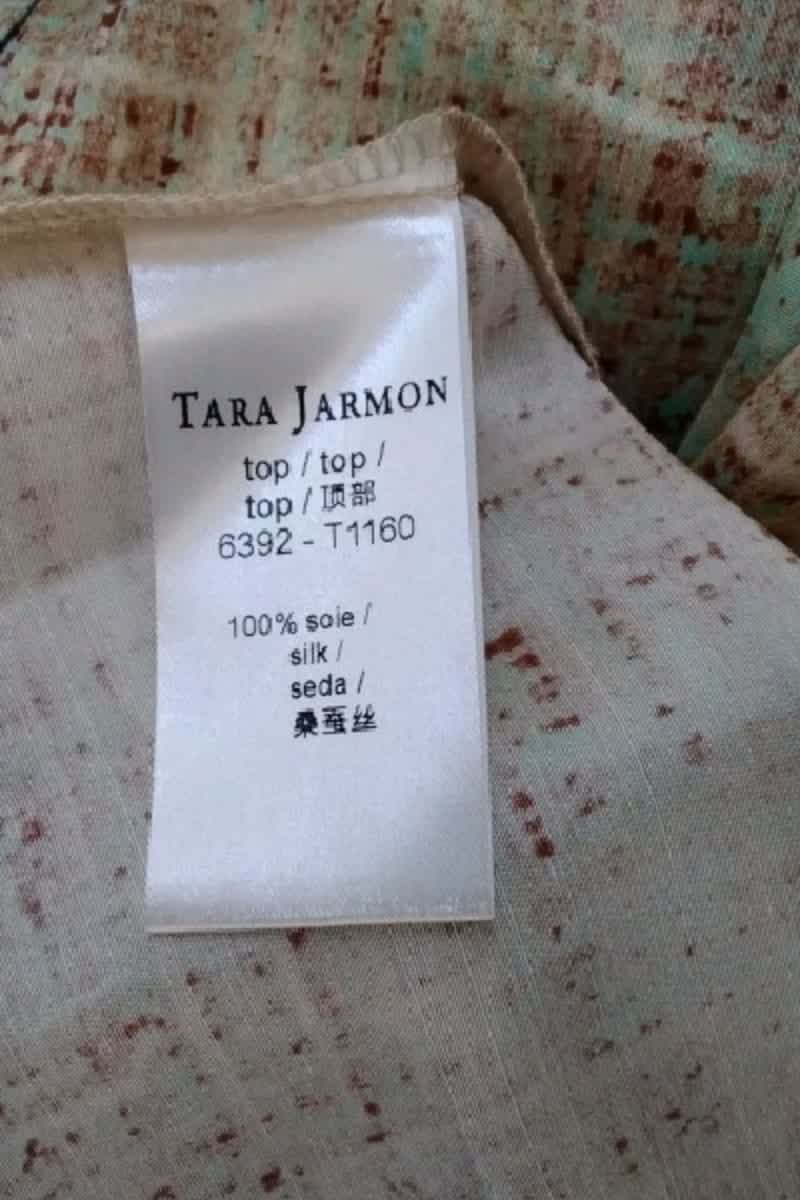 TARA JARMON
top / top /
top / 顶部
6392 - T1160
100% soie /
silk /
seda /
桑蚕丝